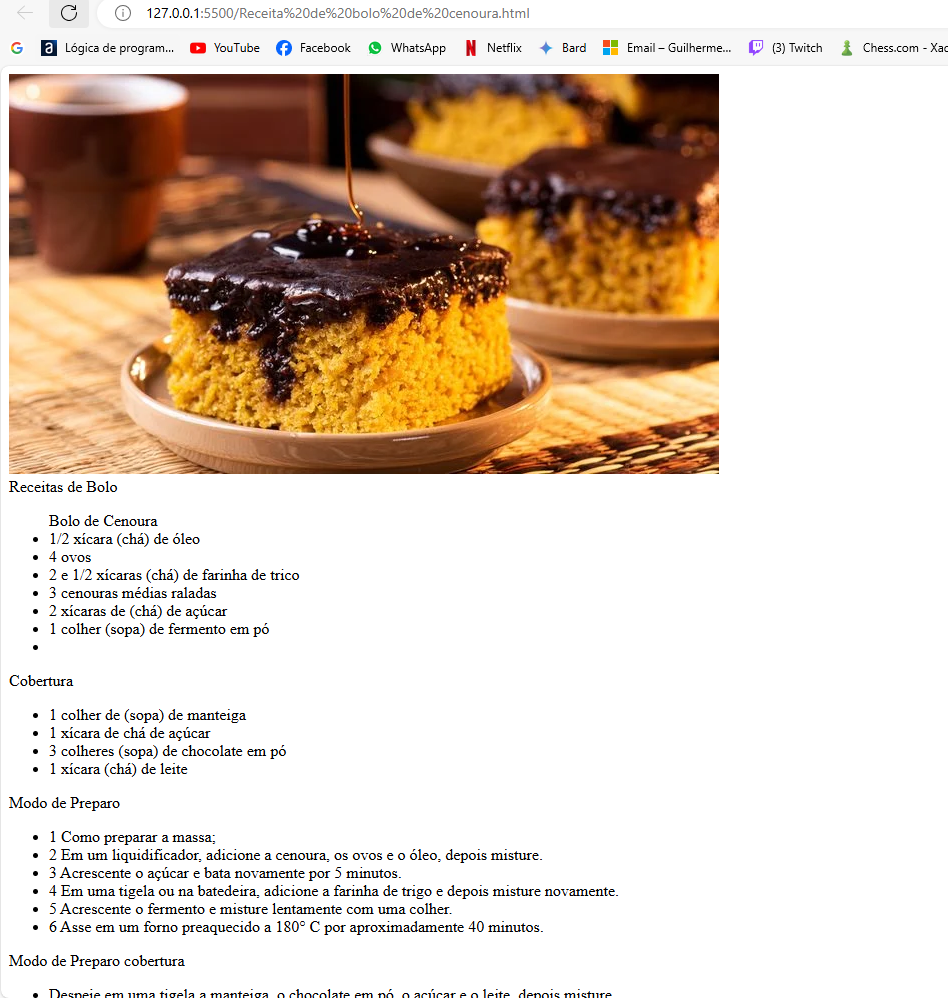 127.0.0.1:5500/Receita%20de%20bolo%20de%20cenoura.html
Lógica de program... YouTube Facebook WhatsApp Netflix Bard Email – Guilherme... (3) Twitch Chess.com - Xad
Receitas de Bolo
Bolo de Cenoura
1/2 xícara (chá) de óleo
4 ovos
2 e 1/2 xícaras (chá) de farinha de trico
3 cenouras médias raladas
2 xícaras de (chá) de açúcar
1 colher (sopa) de fermento em pó
Cobertura
1 colher de (sopa) de manteiga
1 xícara de chá de açúcar
3 colheres (sopa) de chocolate em pó
1 xícara (chá) de leite
Modo de Preparo
1 Como preparar a massa;
2 Em um liquidificador, adicione a cenoura, os ovos e o óleo, depois misture.
3 Acrescente o açúcar e bata novamente por 5 minutos.
4 Em uma tigela ou na batedeira, adicione a farinha de trigo e depois misture novamente.
5 Acrescente o fermento e misture lentamente com uma colher.
6 Asse em um forno preaquecido a 180° C por aproximadamente 40 minutos.
Modo de Preparo cobertura
Despeje em uma tigela a manteiga, o chocolate em pó, o açúcar e o leite, depois misture.